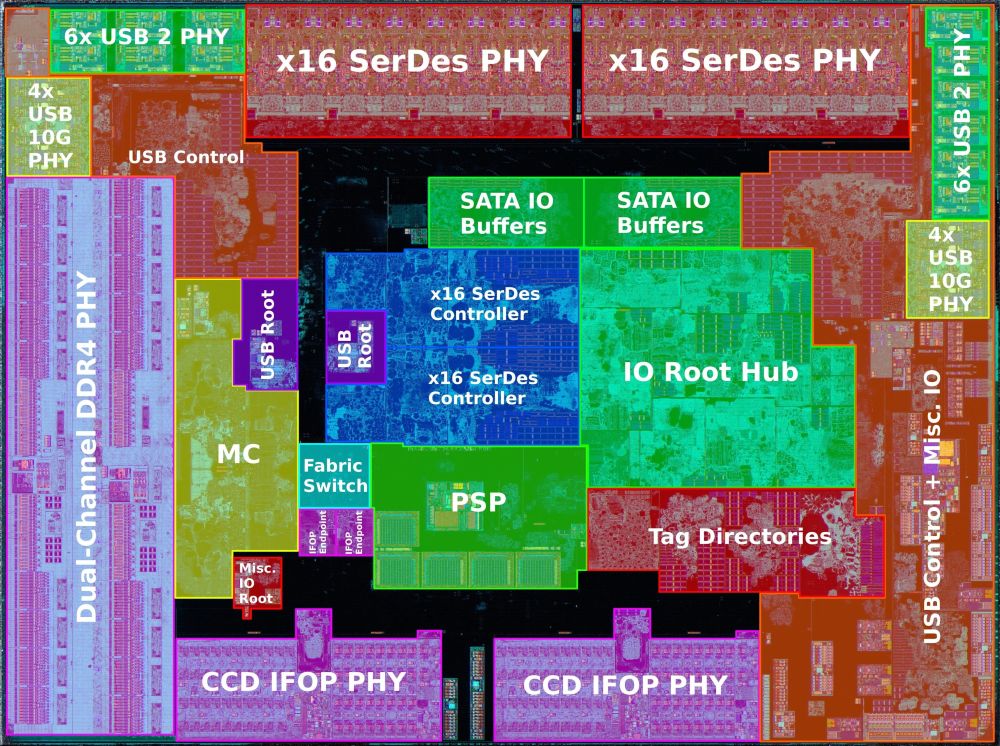 6x USB 2 PHY
x16 SerDes PHY
x16 SerDes PHY
6x USB 2 PHY
4x
USB
10G
PHY
USB Control
SATA IO
Buffers
SATA IO
Buffers
4x
USB
10G
PHY
Dual-Channel DDR4 PHY
USB Root
USB
Root
x16 SerDes
Controller
x16 SerDes
Controller
IO Root Hub
MC
Fabric
Switch
PSP
IFOP
Endpoint
IFOP
Endpoint
Tag Directories
USB Control + Misc. IO
Misc.
IO
Root
CCD IFOP PHY
CCD IFOP PHY